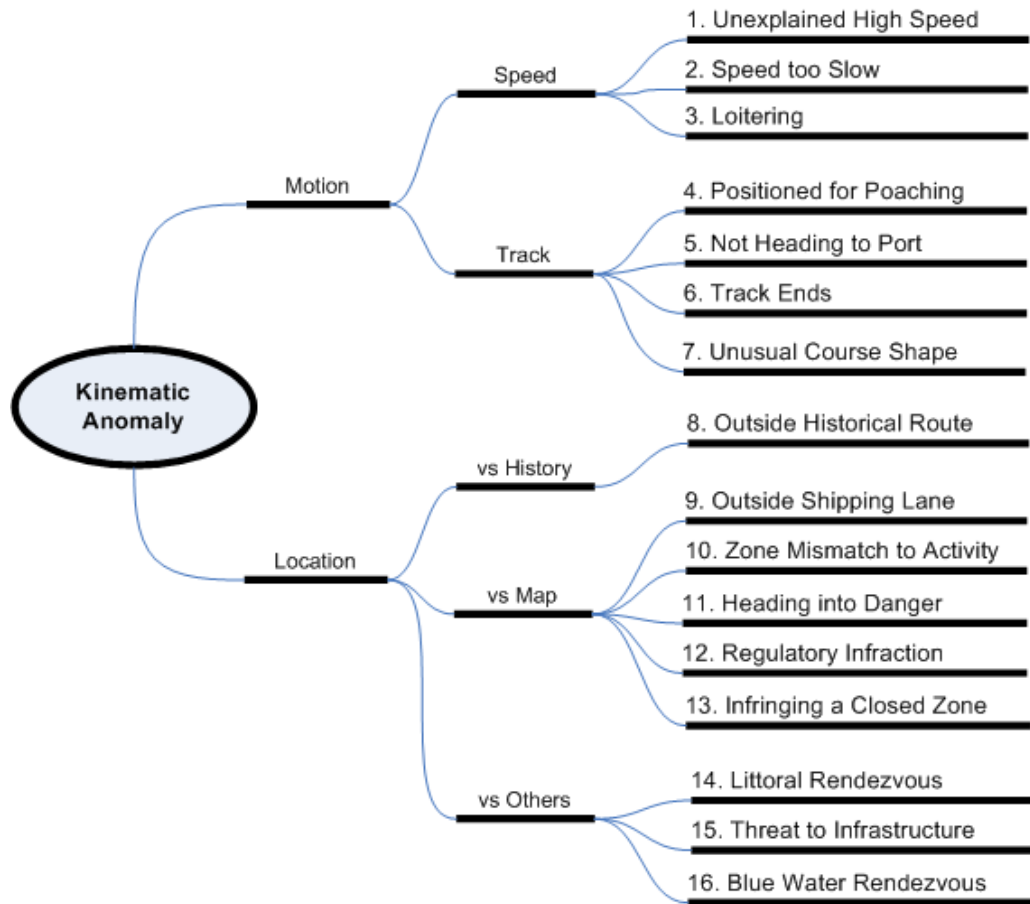 Kinematic
Anomaly
Motion
Speed
1. Unexplained High Speed
2. Speed too Slow
3. Loitering
Track
4. Positioned for Poaching
5. Not Heading to Port
6. Track Ends
7. Unusual Course Shape
Location
vs History
8. Outside Historical Route
vs Map
9. Outside Shipping Lane
10. Zone Mismatch to Activity
11. Heading into Danger
12. Regulatory Infraction
13. Infringing a Closed Zone
vs Others
14. Littoral Rendezvous
15. Threat to Infrastructure
16. Blue Water Rendezvous